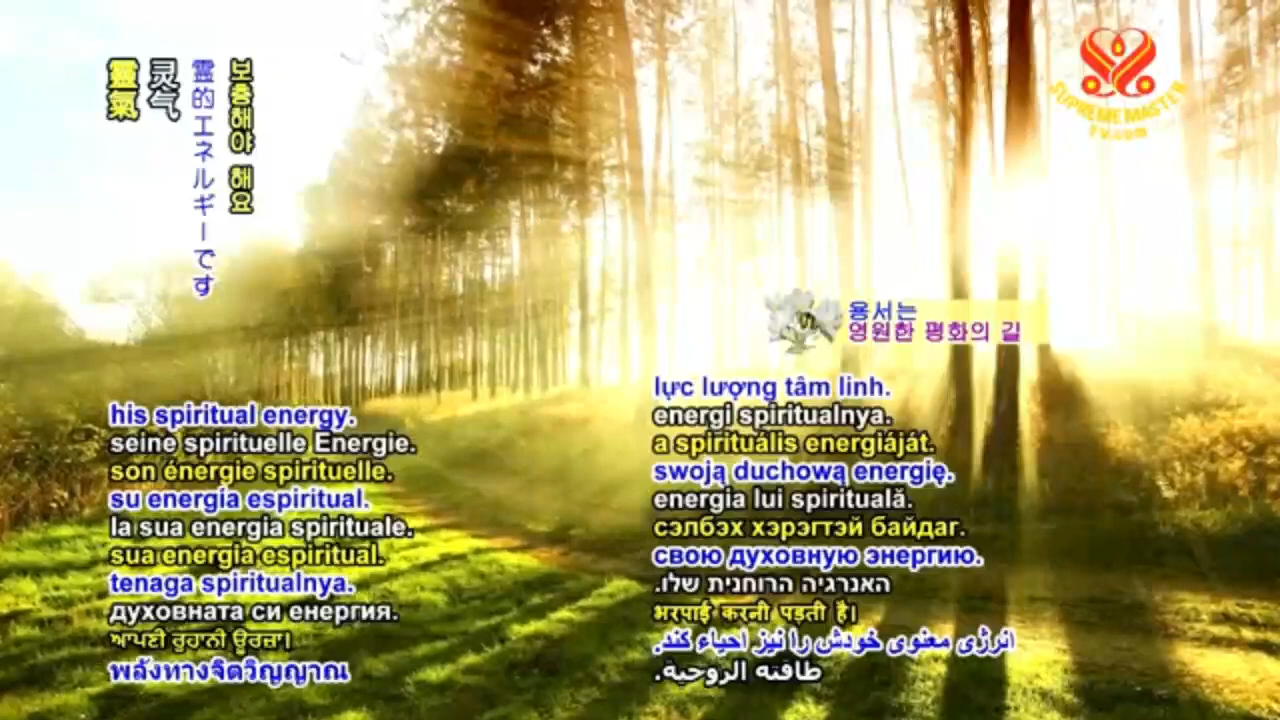 靈氣
灵气
靈的エネルギーです
보충해야 해요
SUPREME MASTER
TV.com
용서는
영원한 평화의 길
his spiritual energy.
seine spirituelle Energie.
son énergie spirituelle.
su energía espiritual.
la sua energia spirituale.
sua energia espiritual.
tenaga spiritualnya.
духовната си енергия.
ਆਪਣੀ ਰੁਹਾਨੀ ਊਰਜਾ।
พลังทางจิตวิญญาณ
lực lượng tâm linh.
energi spiritualnya.
a spirituális energiáját.
swoją duchową energię.
energia lui spirituală.
сэлбэх хэрэгтэй байдаг.
свою духовную энергию.
האנרגיה הרוחנית שלו.
भरपाई करनी पड़ती है।
انرژی معنوی خودش را نیز احیاء کند.
طاقته الروحية.